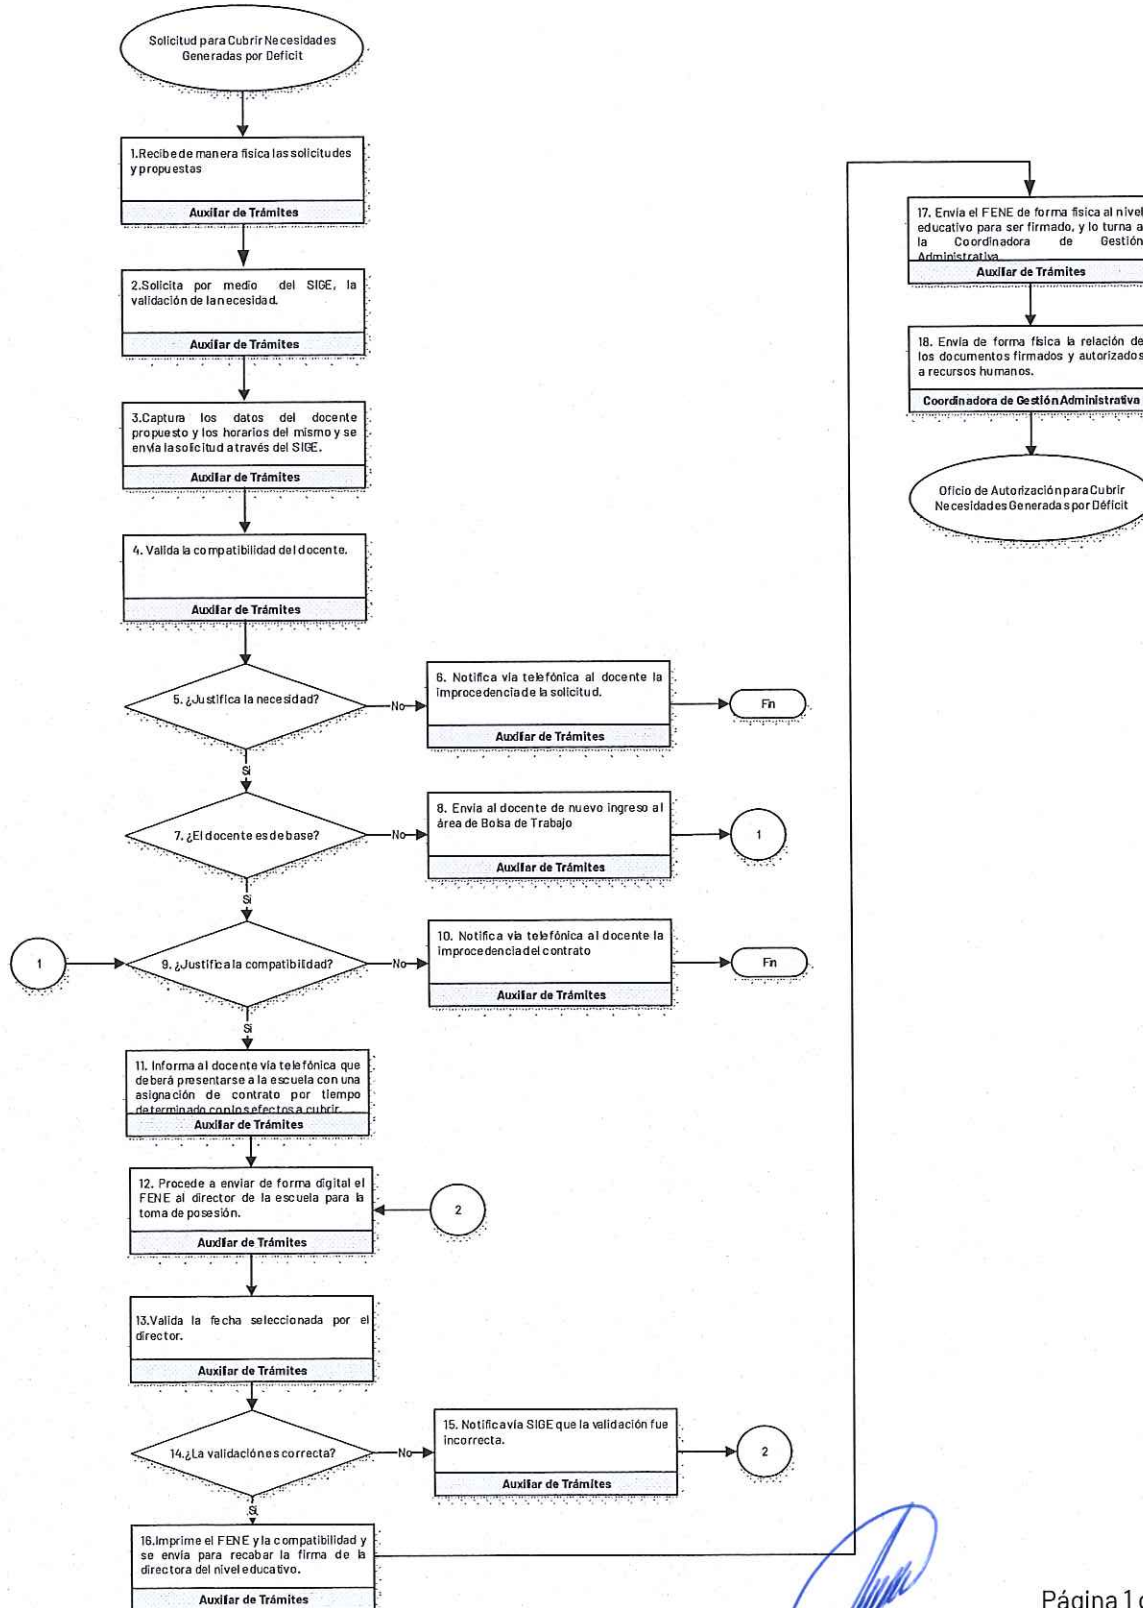 Solicitud para Cubrir Necesidades
Generadas por Deficit
1.Recibe de manera física las solicitudes
y propuestas
Auxiliar de Trámites
2.Solicita por medio del SIGE, la
validación de la necesidad.
Auxiliar de Trámites
3.Captura los datos del docente
propuesto y los horarios del mismo y se
envía la solicitud a través del SIGE.
Auxiliar de Trámites
4. Valida la compatibilidad del docente.
Auxiliar de Trámites
5. ¿Justifica la necesidad?
No
6. Notifica vía telefónica al docente la
improcedencia de la solicitud.
Auxiliar de Trámites
Fin
Si
7. ¿El docente es de base?
No
8. Envía al docente de nuevo ingreso al
área de Bolsa de Trabajo
Auxiliar de Trámites
1
Si
1
9. ¿Justifica la compatibilidad?
No
10. Notifica vía telefónica al docente la
improcedencia del contrato
Auxiliar de Trámites
Fin
Si
11. Informa al docente vía telefónica que
deberá presentarse a la escuela con una
asignación de contrato por tiempo
determinado con los efectos a cubrir.
Auxiliar de Trámites
12. Procede a enviar de forma digital el
FENE al director de la escuela para la
toma de posesión.
Auxiliar de Trámites
2
13.Valida la fecha seleccionada por el
director.
Auxiliar de Trámites
14.¿La validación es correcta?
No
15. Notifica vía SIGE que la validación fue
incorrecta.
Auxiliar de Trámites
2
Si
16.Imprime el FENE y la compatibilidad y
se envía para recabar la firma de la
directora del nivel educativo.
Auxiliar de Trámites
17. Envía el FENE de forma física al nivel
educativo para ser firmado, y lo turna a
la Coordinadora de Gestión
Administrativa
Auxiliar de Trámites
18. Envía de forma física la relación de
los documentos firmados y autorizados
a recursos humanos.
Coordinadora de Gestión Administrativa
Oficio de Autorización para Cubrir
Necesidades Generadas por Déficit
Página 1